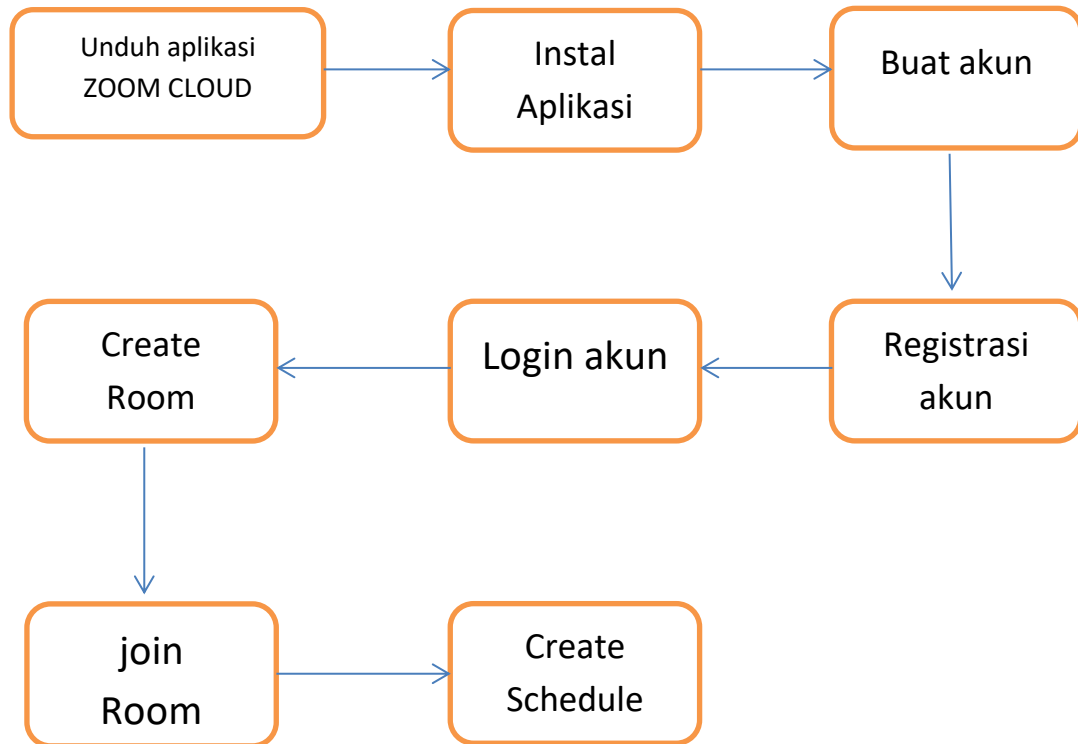 Unduh aplikasi
ZOOM CLOUD
Instal
Aplikasi
Buat akun
Registrasi
akun
Login akun
Create
Room
join
Room
Create
Schedule